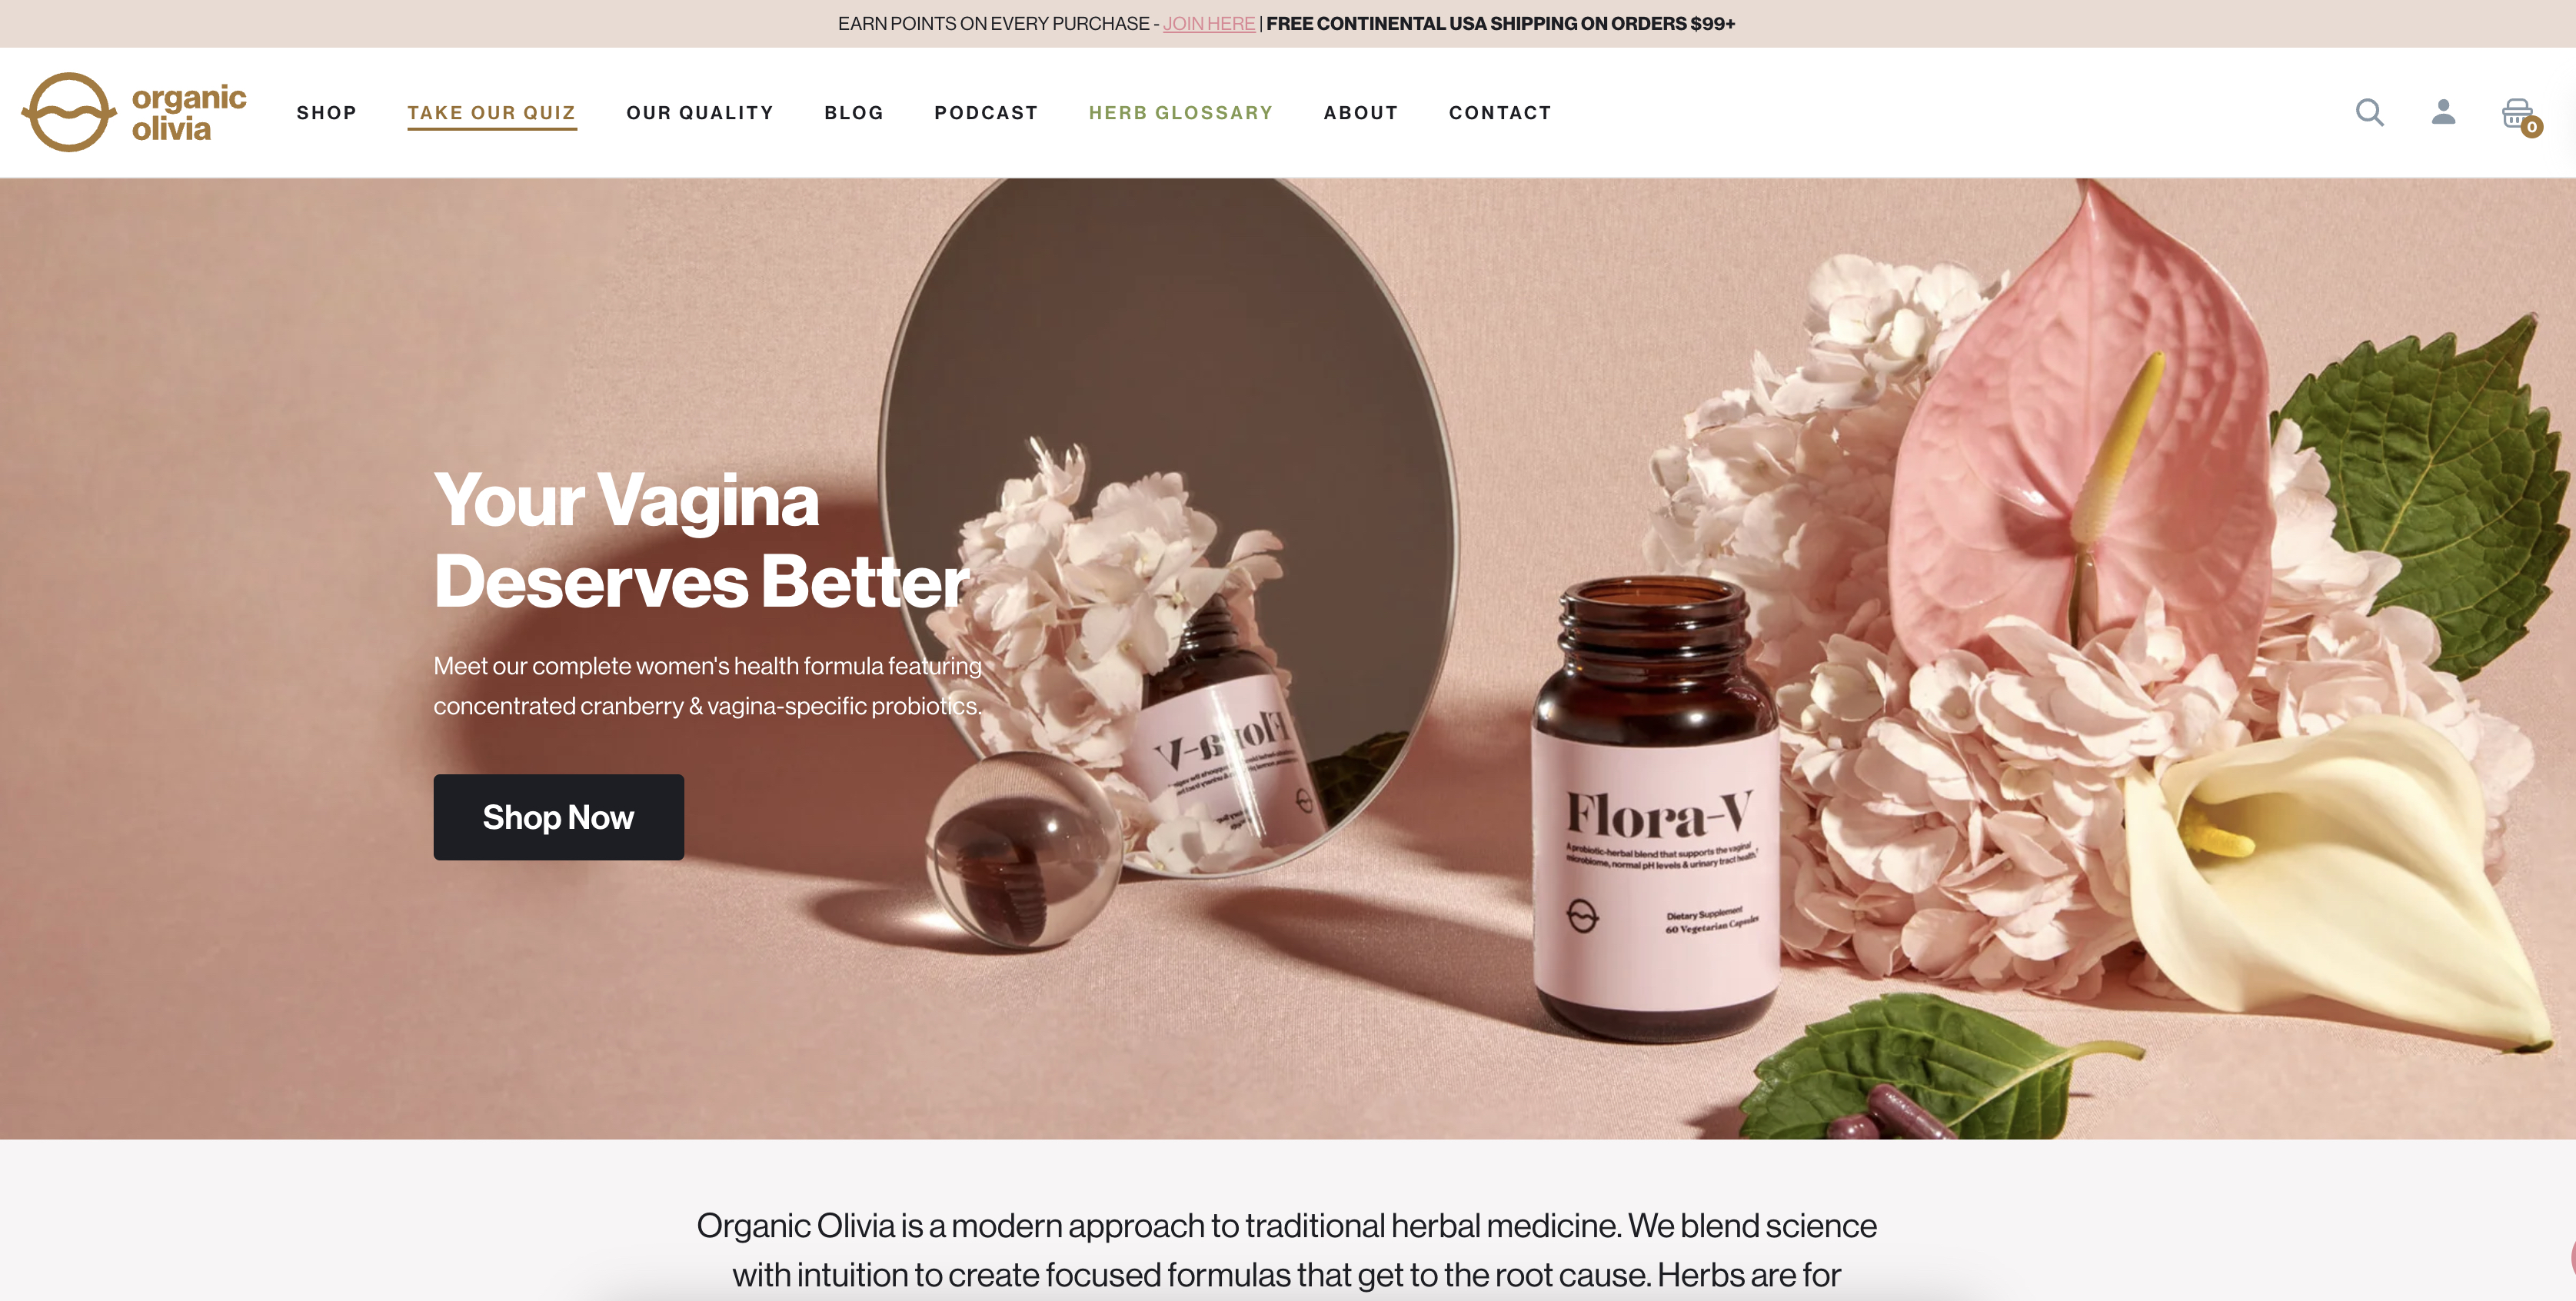 EARN POINTS ON EVERY PURCHASE - JOIN HERE | FREE CONTINENTAL USA SHIPPING ON ORDERS $99+
organic
olivia
SHOP TAKE OUR QUIZ OUR QUALITY BLOG PODCAST HERB GLOSSARY ABOUT CONTACT
0
Your Vagina
Deserves Better
Meet our complete women's health formula featuring
concentrated cranberry & vagina-specific probiotics.
Shop Now
Flora-V
Flora-V
A probiotic-herbal blend that supports the vaginal
microbiome, normal pH levels & urinary tract health.
Dietary Supplement
60 Vegetarian Capsules
Organic Olivia is a modern approach to traditional herbal medicine. We blend science
with intuition to create focused formulas that get to the root cause. Herbs are for